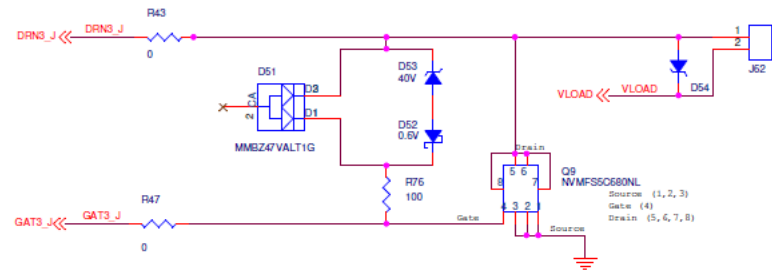 R43
DRN3_J
DRN3_J
0
1
2
J62
D51
D53
40V
D54
VLOAD
VLOAD
CA
2
D1
D52
0.6V
MMBZ47VALT1G
Drain
Q9
NVMFS5C680NL
5 6
8
7
R76
100
Source (1,2,3)
Gate (4)
Drain (5,6,7,8)
R47
GAT3_J
GAT3_J
0
4
3 2 1
Gate
Source